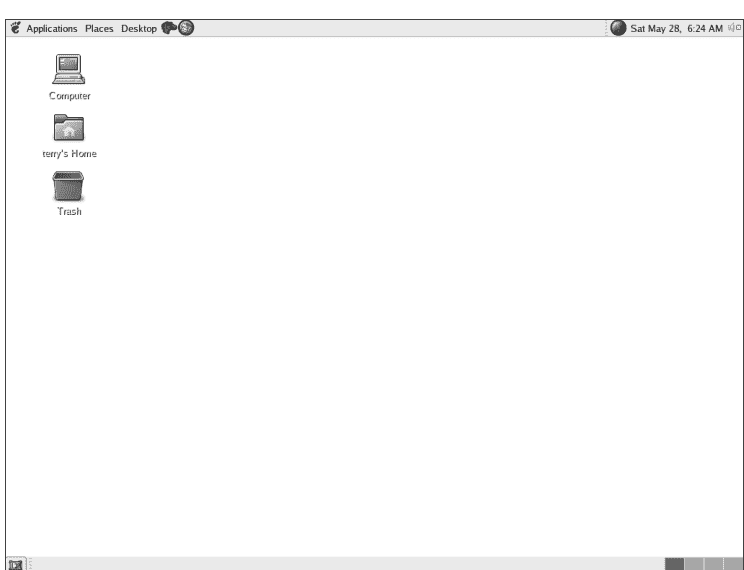 Applications Places Desktop Sat May 28, 6:24 AM
Computer
terry's Home
Trash